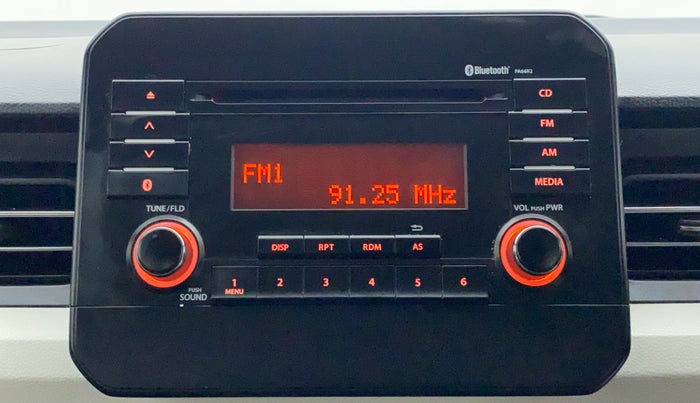 Bluetooth® PA66R2
CD
FM
FM1
AM
91.25 MHz
MEDIA
TUNE/FLD
VOL PUSH PWR
DISP RPT RDM AS
PUSH
SOUND
1 2 3 4 5 6
MENU